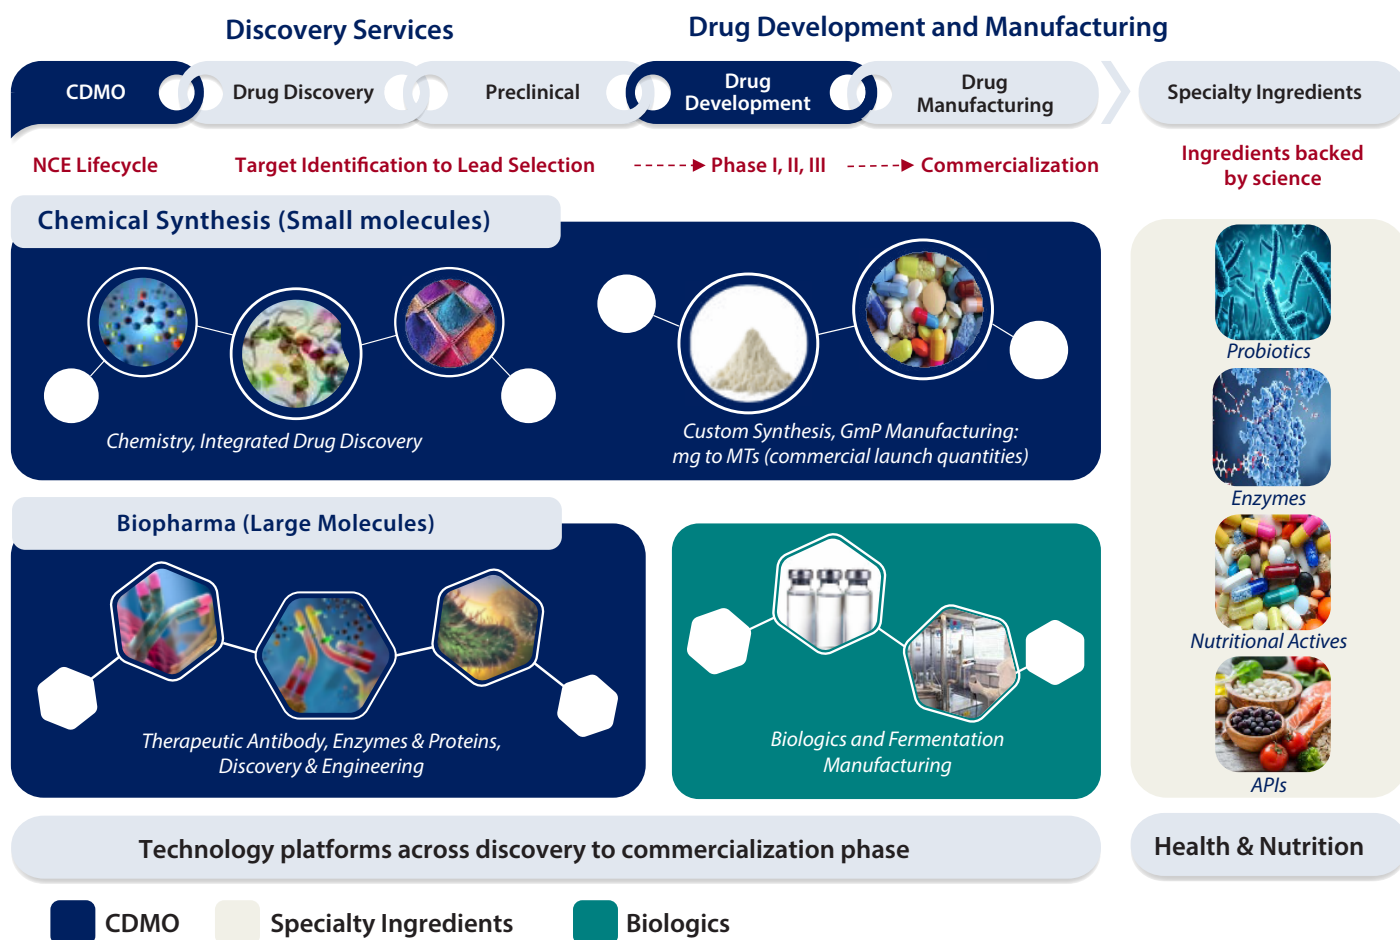 Discovery Services
Drug Development and Manufacturing
CDMO
Drug Discovery
Preclinical
Drug
Development
Drug
Manufacturing
Specialty Ingredients
NCE Lifecycle
Target Identification to Lead Selection
Phase I, II, III
Commercialization
Ingredients backed
by science
Chemical Synthesis (Small molecules)
Chemistry, Integrated Drug Discovery
Custom Synthesis, GmP Manufacturing:
mg to MTs (commercial launch quantities)
Biopharma (Large Molecules)
Therapeutic Antibody, Enzymes & Proteins,
Discovery & Engineering
Biologics and Fermentation
Manufacturing
Probiotics
Enzymes
Nutritional Actives
APIs
Technology platforms across discovery to commercialization phase
Health & Nutrition
CDMO
Specialty Ingredients
Biologics